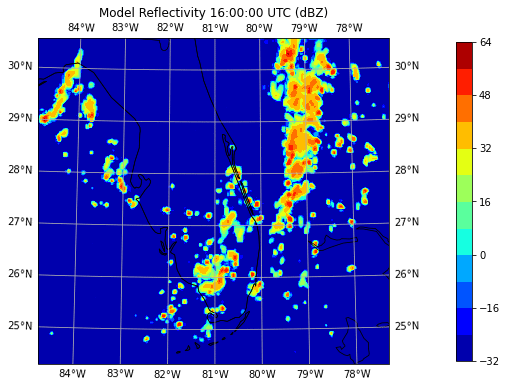 Model Reflectivity 16:00:00 UTC (dBZ)
84°W 83°W 82°W 81°W 80°W 79°W 78°W
30°N 30°N
29°N 29°N
28°N 28°N
27°N 27°N
26°N 26°N
25°N 25°N
84°W 83°W 82°W 81°W 80°W 79°W 78°W
64
48
32
16
0
−16
−32